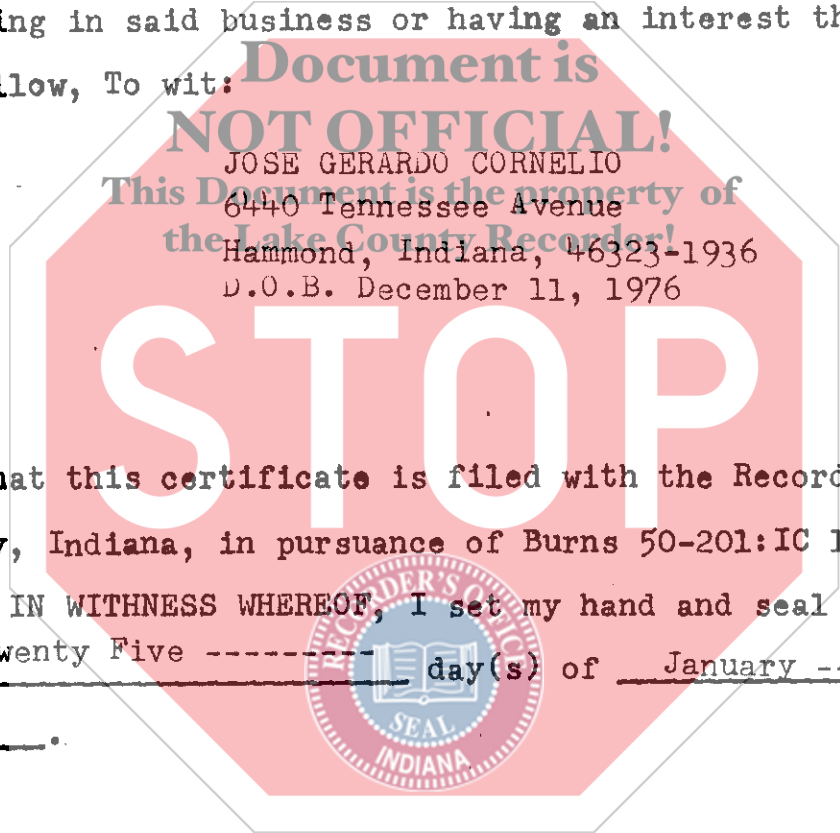 ing in said business or having an interest th
llow, To wit:
Document is
NOT OFFICIAL!
JOSE GERARDO CORNELIO
This Document is the property of
6440 Tennessee Avenue
the Lake County Recorder!
Hammond, Indiana, 46323-1936
D.O.B. December 11, 1976
STOP
hat this certificate is filed with the Record
y, Indiana, in pursuance of Burns 50-201:IC 1
IN WITHNESS WHEREOF, I set my hand and seal
wenty Five --------- day(s) of January --
RECORDER'S OFFICE
SEAL
INDIANA